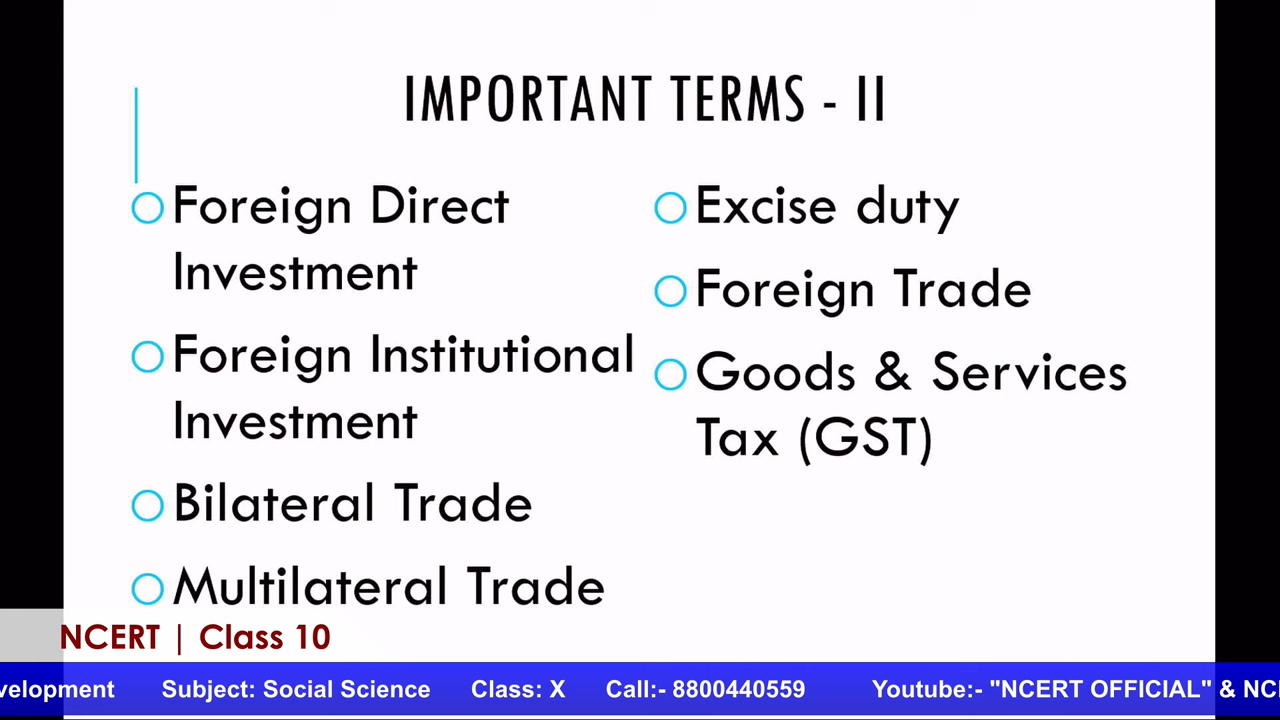 IMPORTANT TERMS - II
Foreign Direct
Investment
Foreign Institutional
Investment
Bilateral Trade
Multilateral Trade
Excise duty
Foreign Trade
Goods & Services
Tax (GST)
NCERT | Class 10
velopment Subject: Social Science Class: X Call:- 8800440559 Youtube:- "NCERT OFFICIAL" & NC